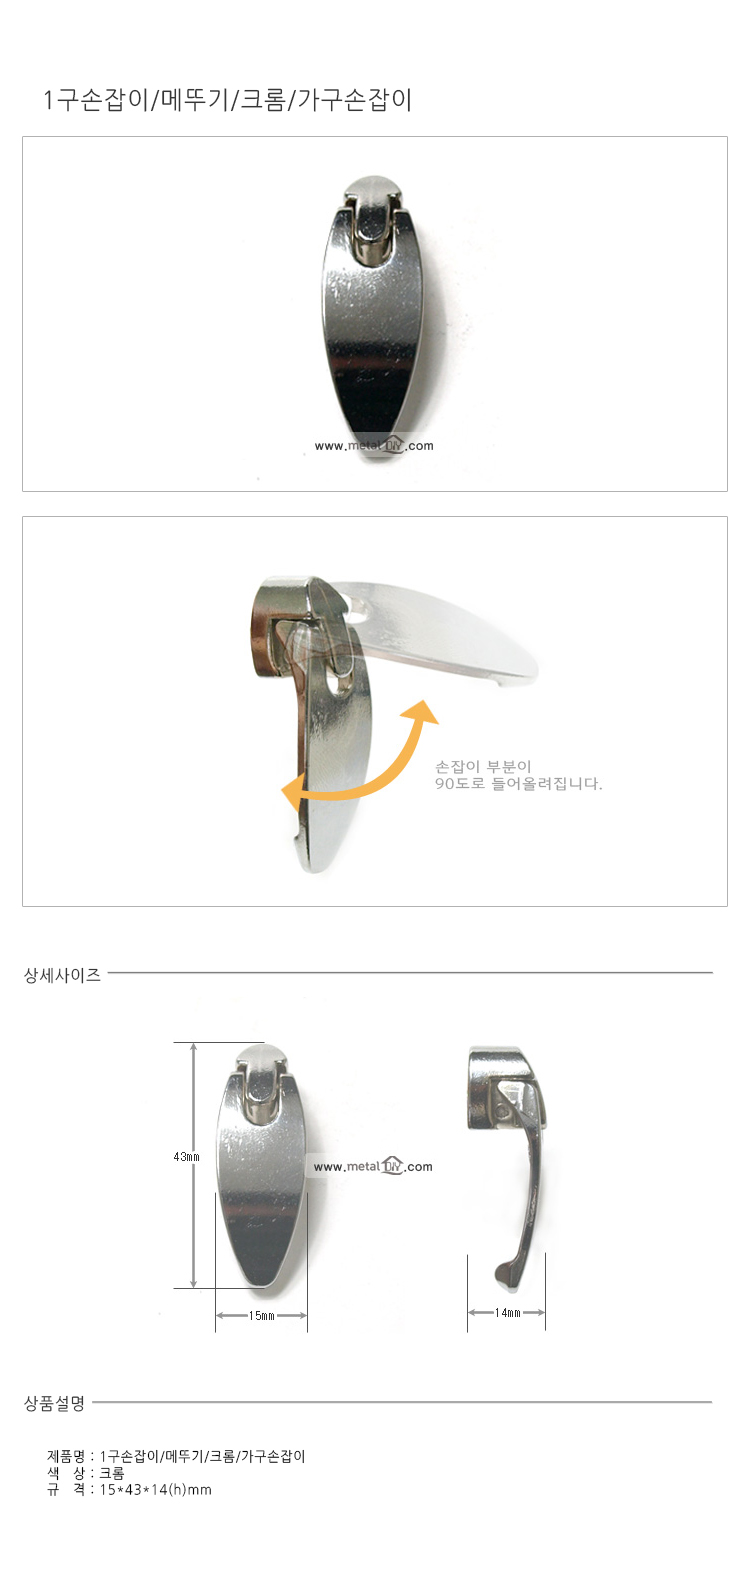 1구손잡이/메뚜기/크롬/가구손잡이
www.metalDIY.com
손잡이 부분이
90도로 들어올려집니다.
상세사이즈
43mm
www.metalDIY.com
15mm
14mm
상품설명
제품명 : 1구손잡이/메뚜기/크롬/가구손잡이
색 상 : 크롬
규 격 : 15*43*14(h)mm